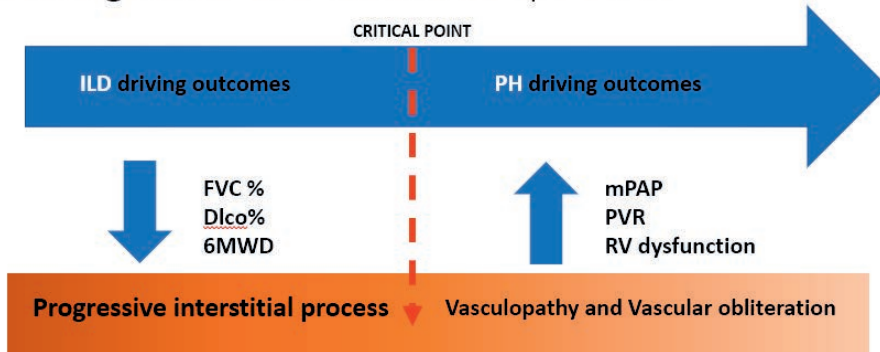 CRITICAL POINT
ILD driving outcomes
PH driving outcomes
FVC %
Dlco%
6MWD
mPAP
PVR
RV dysfunction
Progressive interstitial process
Vasculopathy and Vascular obliteration